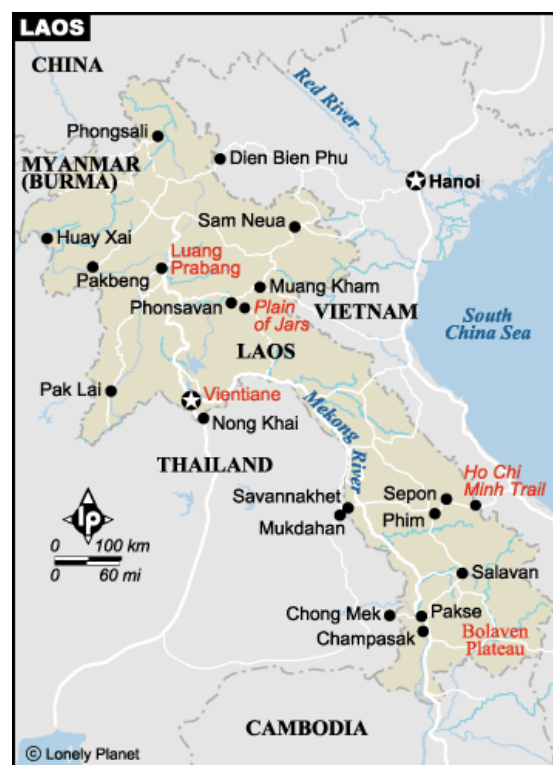 LAOS
CHINA
Red River
Phongsali
Dien Bien Phu
MYANMAR
(BURMA)
Hanoi
Sam Neua
Huay Xai
Luang
Prabang
Pakbeng
Muang Kham
Phonsavan
Plain
of Jars
VIETNAM
South
China Sea
LAOS
Pak Lai
Vientiane
Mekong River
Nong Khai
THAILAND
Ho Chi
Minh Trail
Savannakhet
Sepon
Mukdahan
Phim
lp
0 100 km
0 60 mi
Salavan
Chong Mek
Pakse
Champasak
Bolaven
Plateau
CAMBODIA
© Lonely Planet